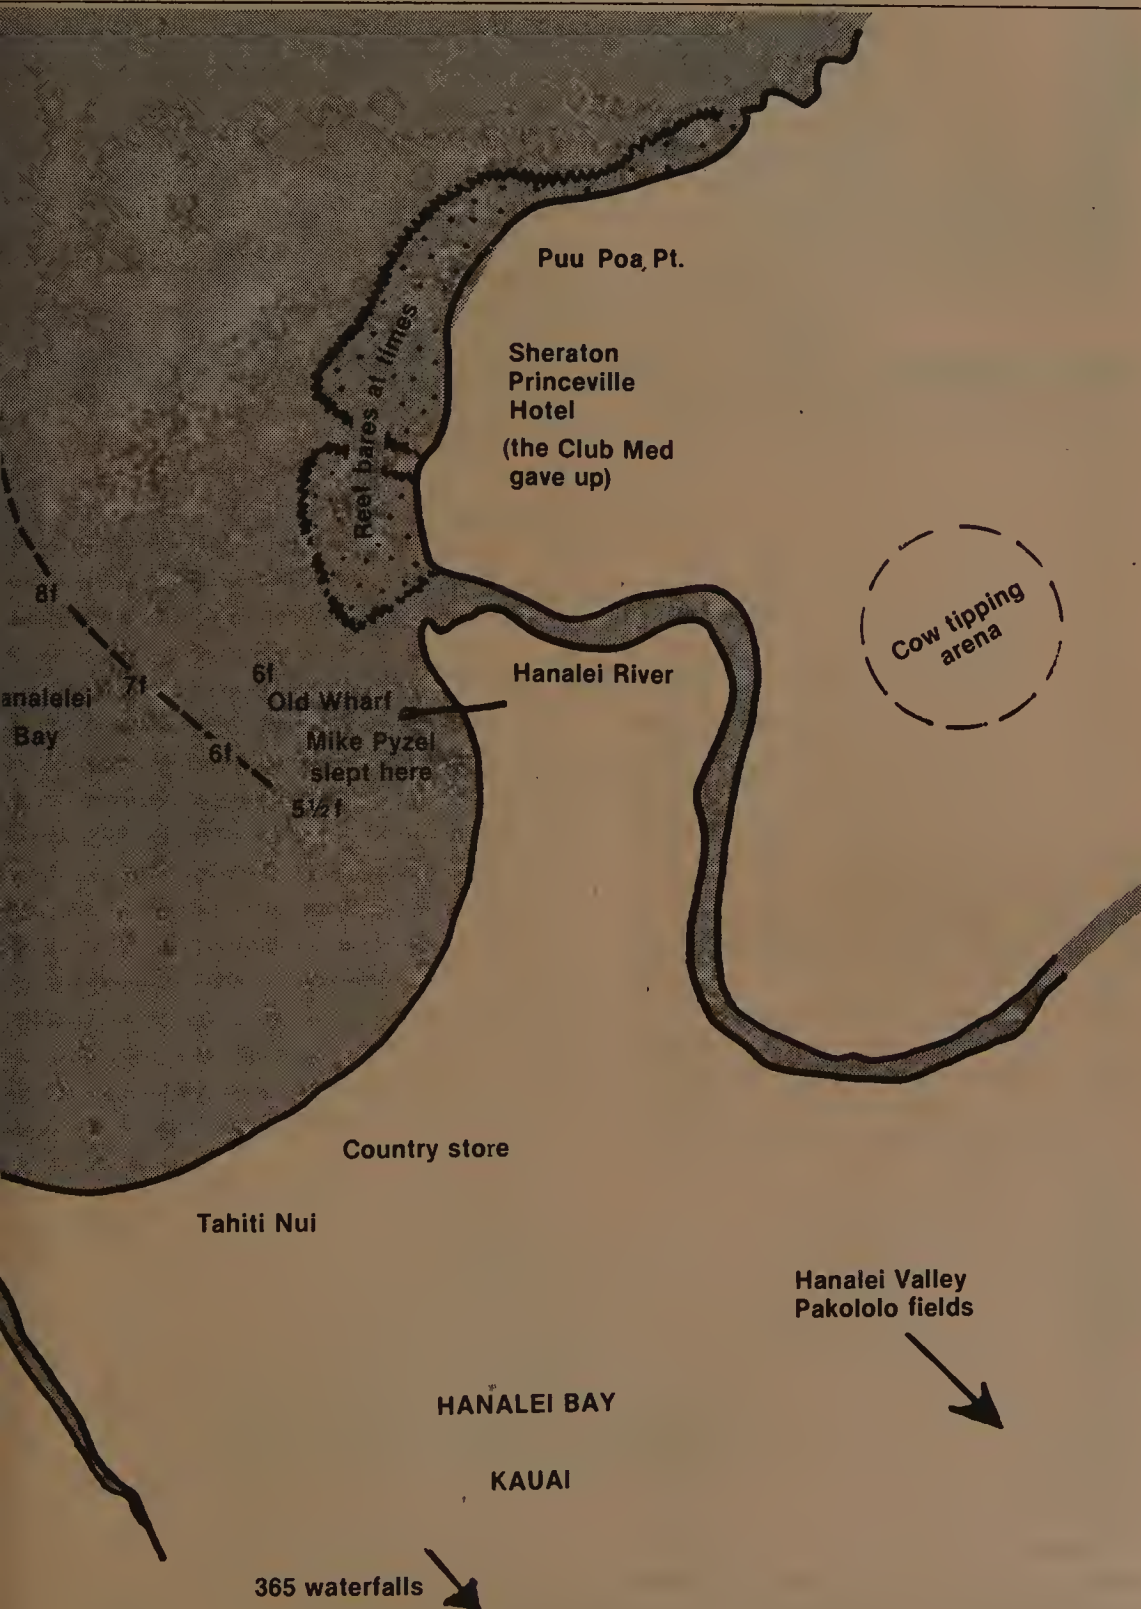 Puu Poa Pt.
Reef bares at times
Sheraton
Princeville
Hotel
(the Club Med
gave up)
Cow tipping
arena
8f
7f
6f
5½ f
6f
Old Wharf
Mike Pyzel
slept here
Hanalei River
analelei
Bay
Country store
Tahiti Nui
Hanalei Valley
Pakololo fields
HANALEI BAY
KAUAI
365 waterfalls